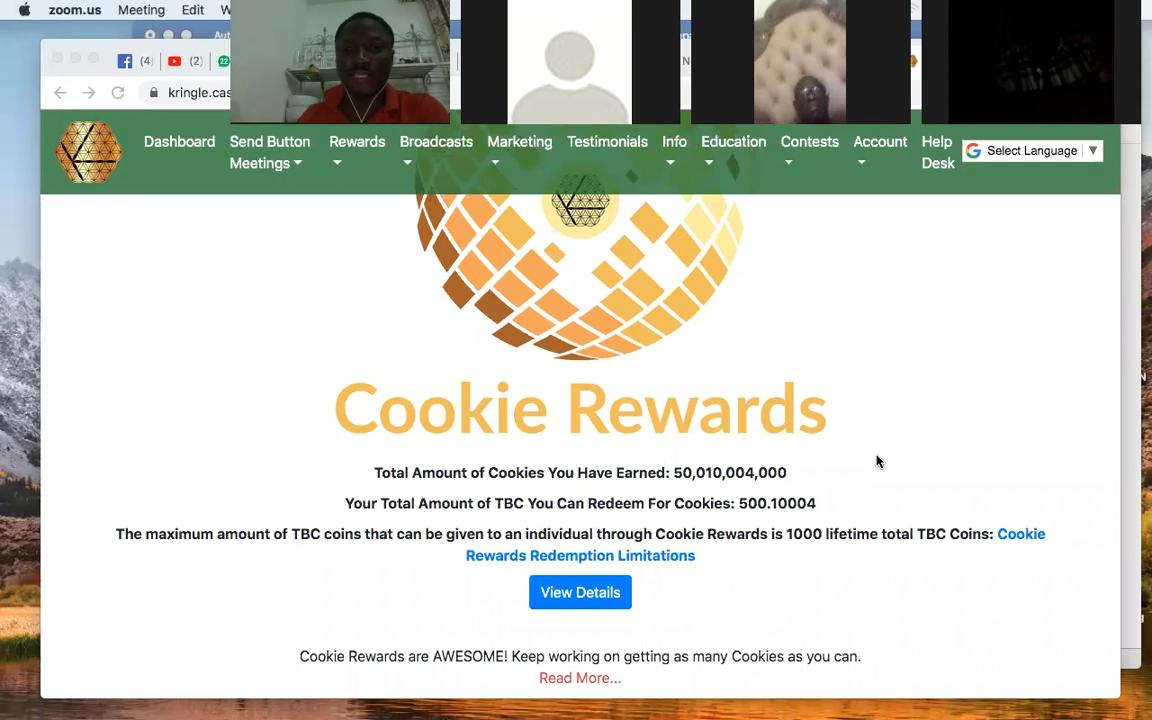 zoom.us Meeting Edit
(4) (2)
kringle.cas
Dashboard Send Button Rewards Broadcasts Marketing Testimonials Info Education Contests Account Help
Meetings Desk
Select Language
Cookie Rewards
Total Amount of Cookies You Have Earned: 50,010,004,000
Your Total Amount of TBC You Can Redeem For Cookies: 500.10004
The maximum amount of TBC coins that can be given to an individual through Cookie Rewards is 1000 lifetime total TBC Coins: Cookie
Rewards Redemption Limitations
View Details
Cookie Rewards are AWESOME! Keep working on getting as many Cookies as you can.
Read More...